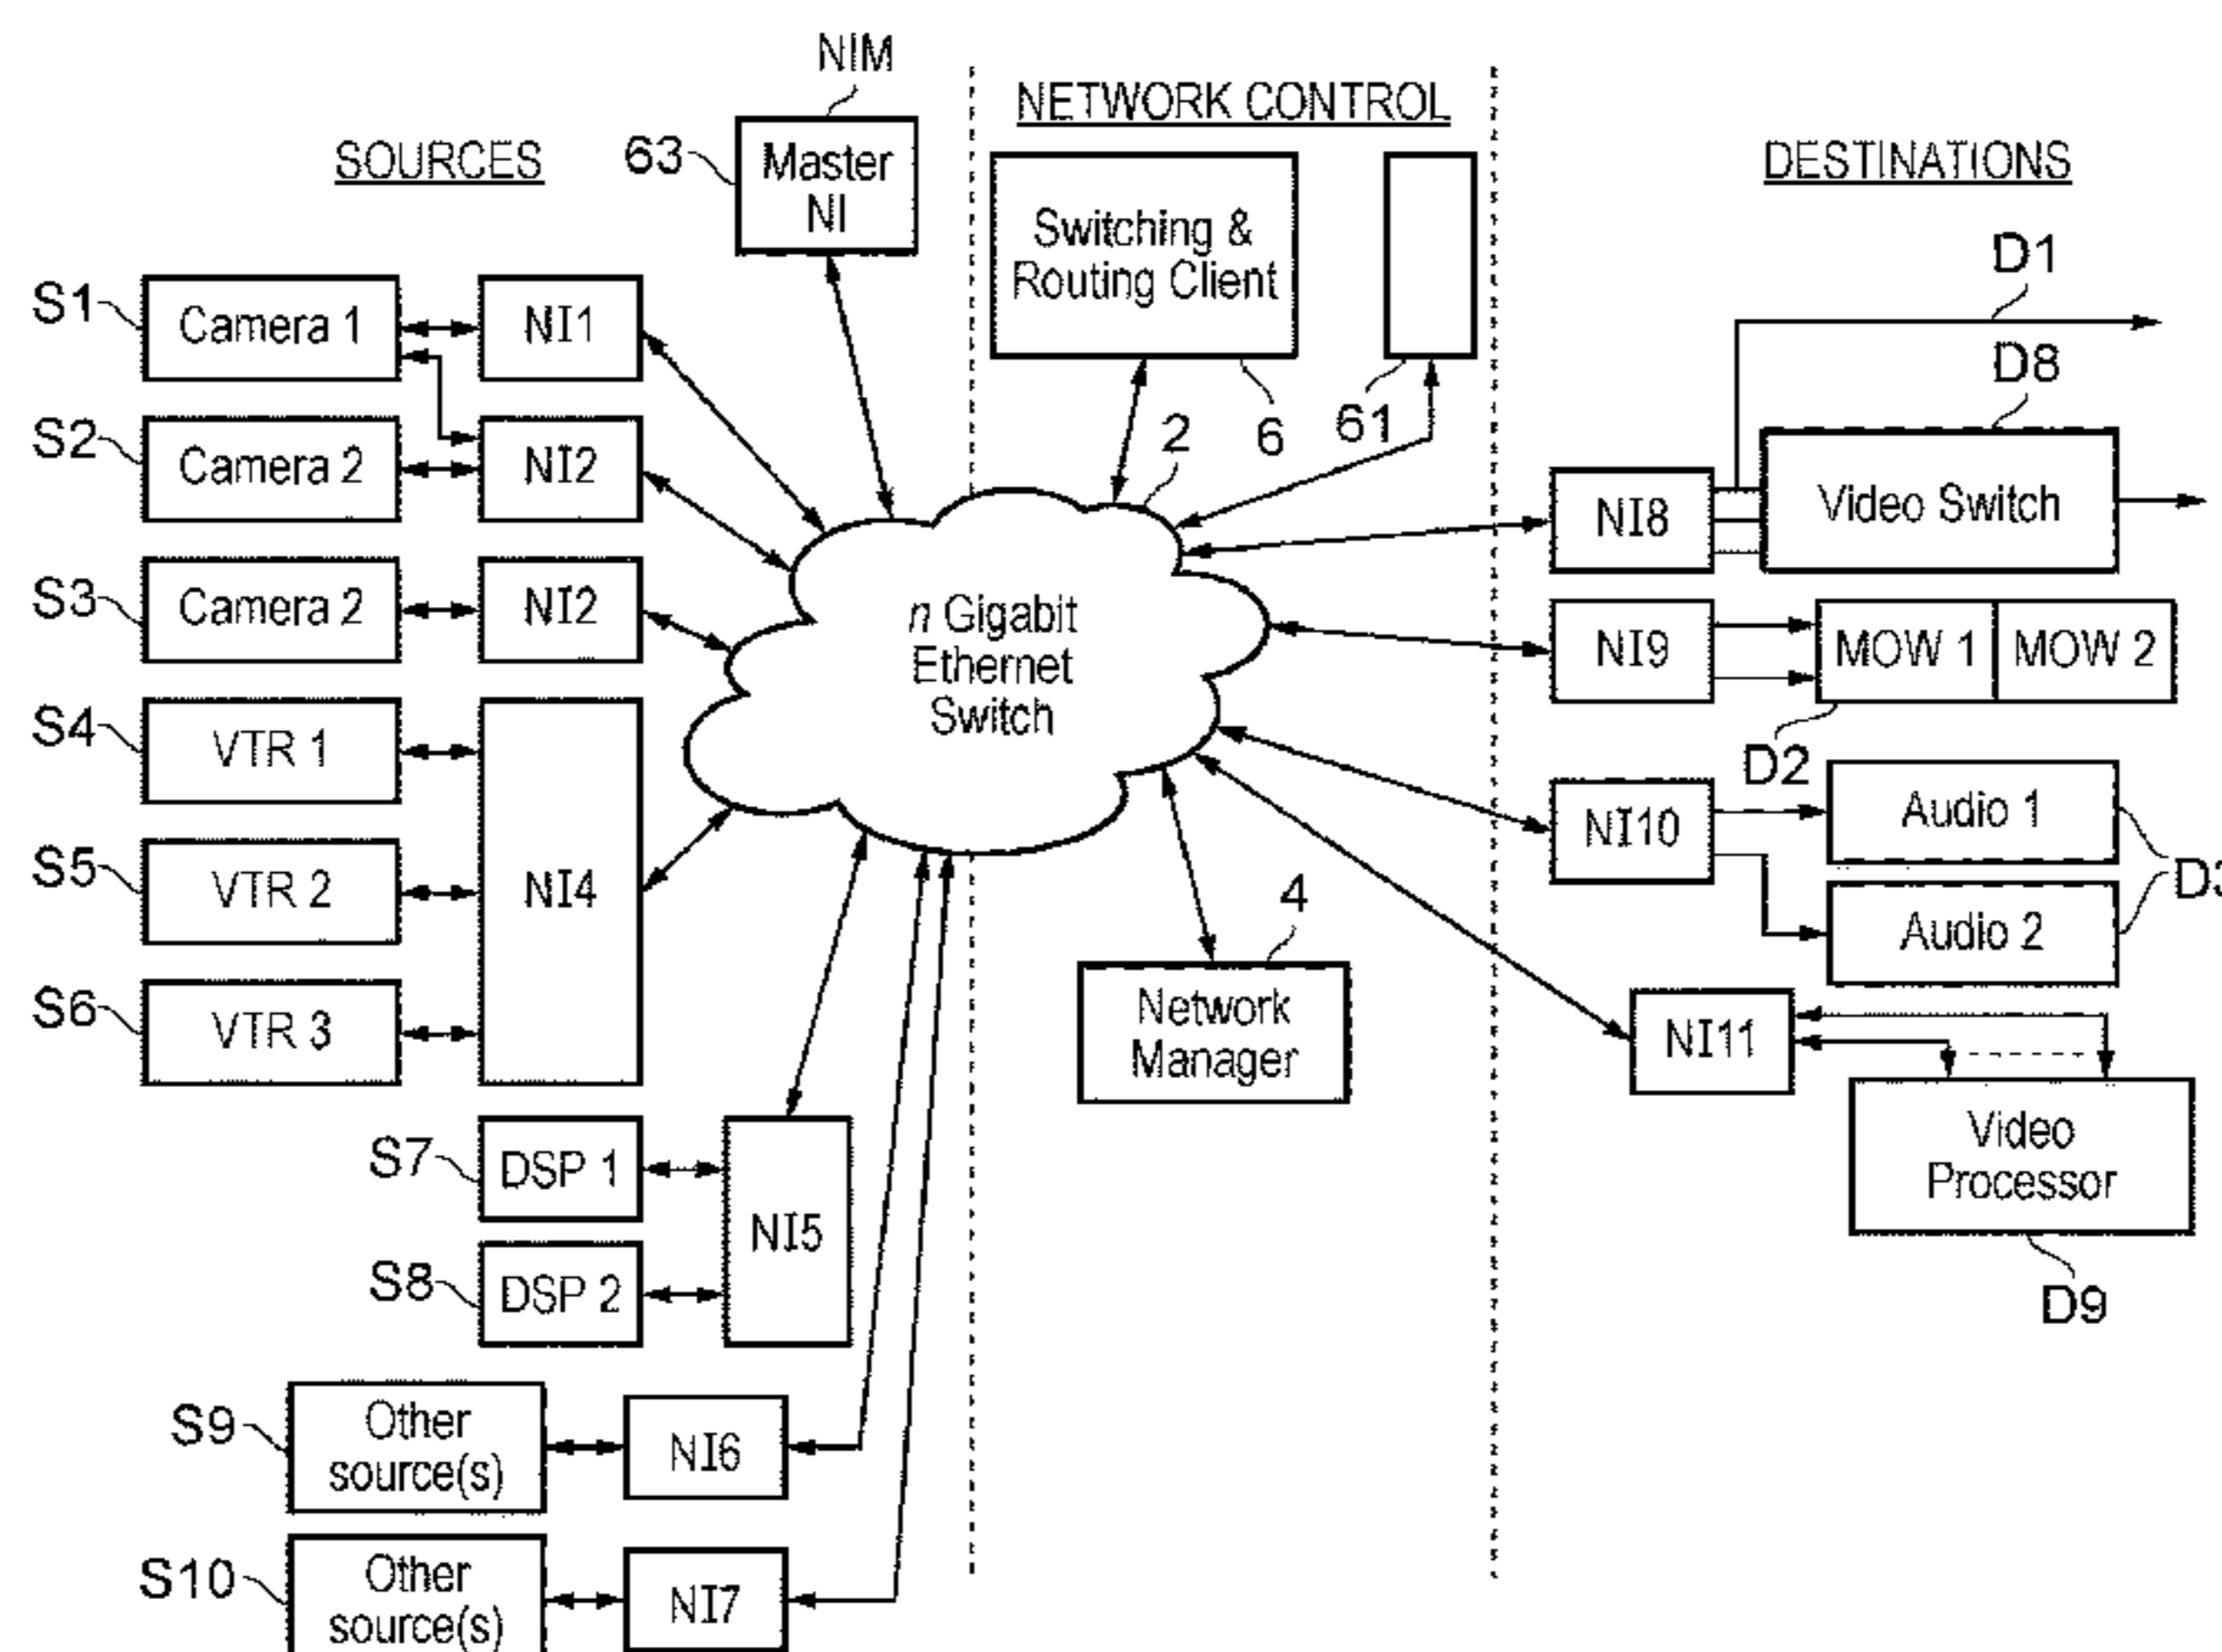 NIM
NETWORK CONTROL
SOURCES
63
Master
NI
DESTINATIONS
Switching &
Routing Client
D1
S1
Camera 1
NI1
D8
6
61
2
S2
Camera 2
NI2
NI8
Video Switch
S3
Camera 2
NI2
n Gigabit
Ethernet
Switch
NI9
MOW 1
MOW 2
S4
VTR 1
D2
NI10
Audio 1
D3
S5
VTR 2
NI4
4
Audio 2
S6
VTR 3
Network
Manager
NI11
Video
Processor
S7
DSP 1
NI5
S8
DSP 2
D9
S9
Other
source(s)
NI6
S10
Other
source(s)
NI7